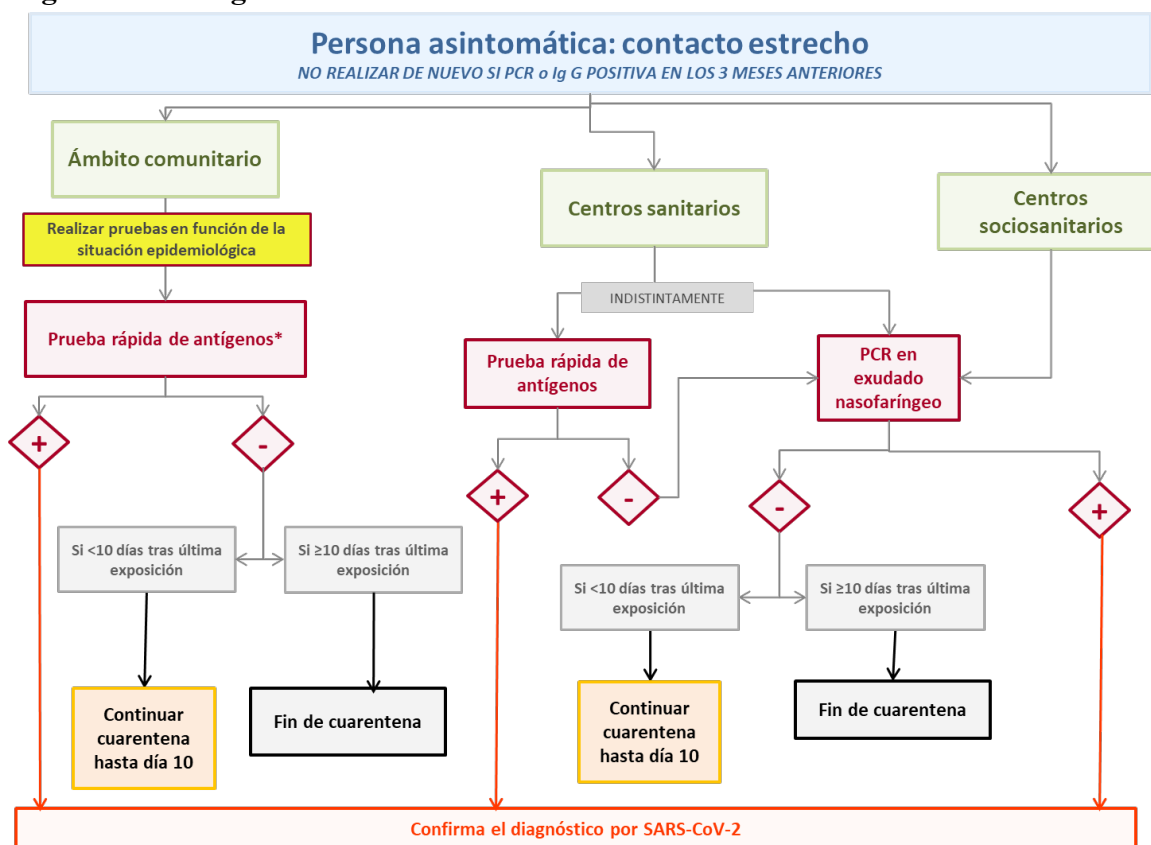 Persona asintomática: contacto estrecho
NO REALIZAR DE NUEVO SI PCR o Ig G POSITIVA EN LOS 3 MESES ANTERIORES
Ámbito comunitario
Realizar pruebas en función de la
situación epidemiológica
Prueba rápida de antígenos*
+
-
Si <10 días tras última
exposición
Si ≥10 días tras última
exposición
Continuar
cuarentena
hasta día 10
Fin de cuarentena
Centros sanitarios
INDISTINTAMENTE
Prueba rápida de
antígenos
+
-
Centros
sociosanitarios
PCR en
exudado
nasofaríngeo
-
+
Si <10 días tras última
exposición
Si ≥10 días tras última
exposición
Continuar
cuarentena
hasta día 10
Fin de cuarentena
Confirma el diagnóstico por SARS-CoV-2